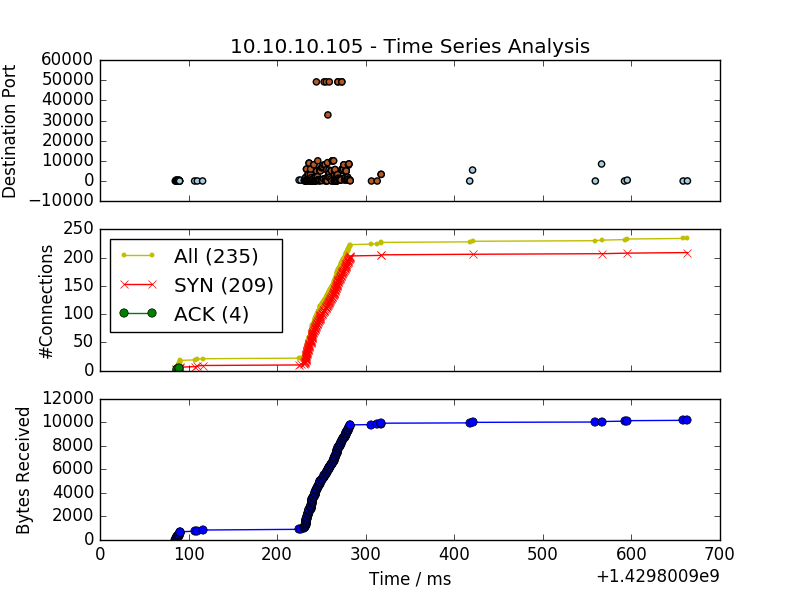 10.10.10.105 - Time Series Analysis
Destination Port
60000
50000
40000
30000
20000
10000
0
−10000
#Connections
250
200
150
100
50
0
All (235)
SYN (209)
ACK (4)
Bytes Received
12000
10000
8000
6000
4000
2000
0
0 100 200 300 400 500 600 700
Time / ms
+1.4298009e9